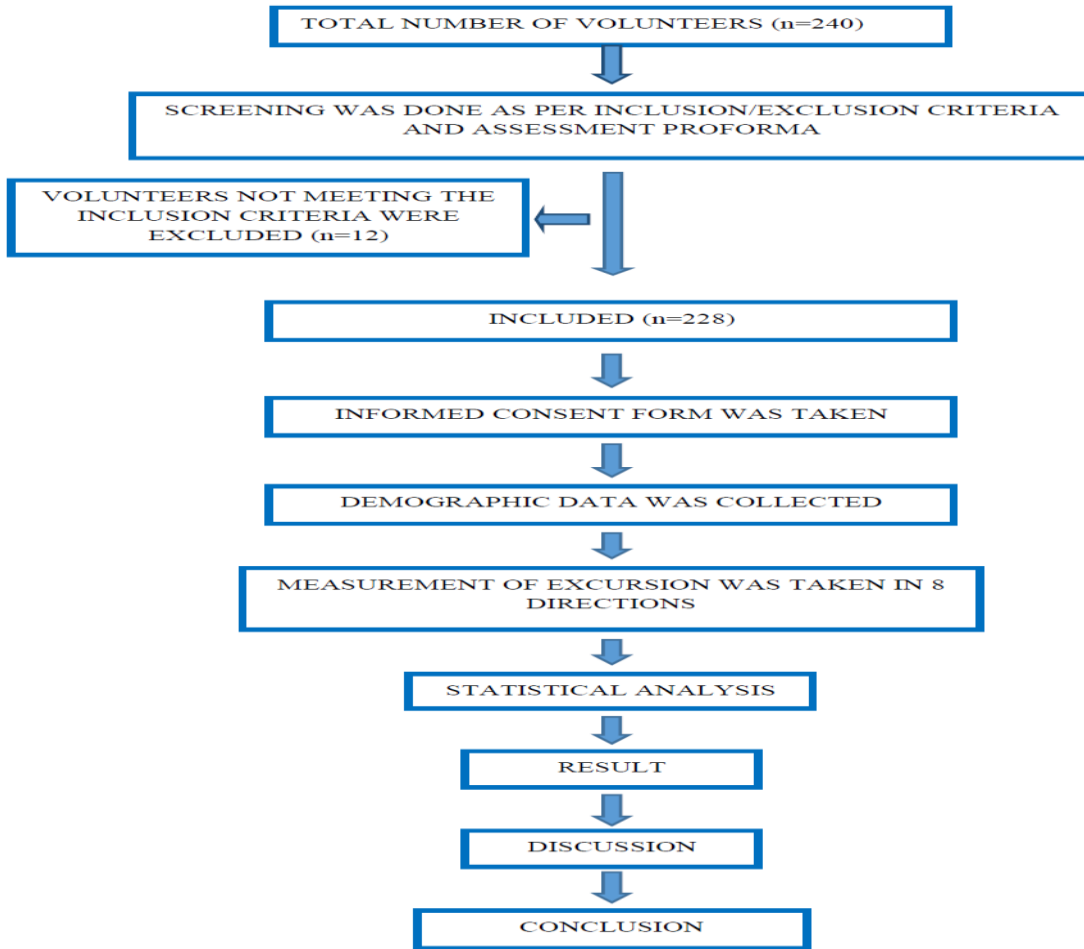 TOTAL NUMBER OF VOLUNTEERS (n=240)
SCREENING WAS DONE AS PER INCLUSION/EXCLUSION CRITERIA
AND ASSESSMENT PROFORMA
VOLUNTEERS NOT MEETING THE
INCLUSION CRITERIA WERE
EXCLUDED (n=12)
INCLUDED (n=228)
INFORMED CONSENT FORM WAS TAKEN
DEMOGRAPHIC DATA WAS COLLECTED
MEASUREMENT OF EXCURSION WAS TAKEN IN 8
DIRECTIONS
STATISTICAL ANALYSIS
RESULT
DISCUSSION
CONCLUSION